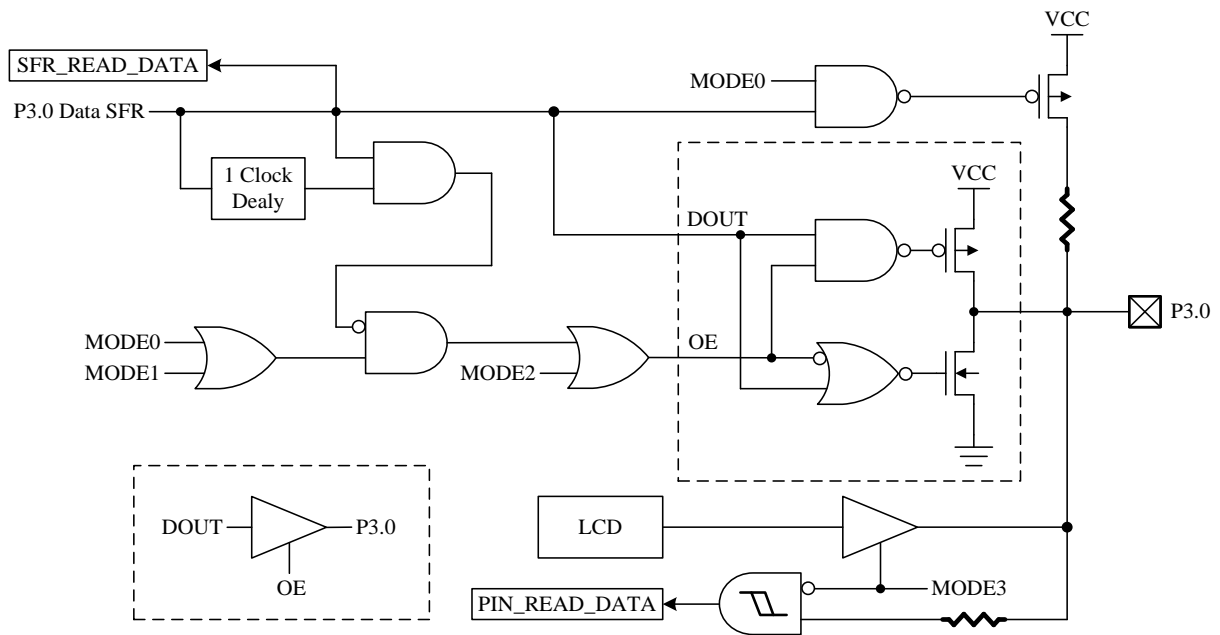 VCC
SFR_READ_DATA
MODE0
P3.0 Data SFR
1 Clock
Dealy
VCC
DOUT
P3.0
MODE0
MODE1
MODE2
OE
DOUT
P3.0
OE
LCD
MODE3
PIN_READ_DATA